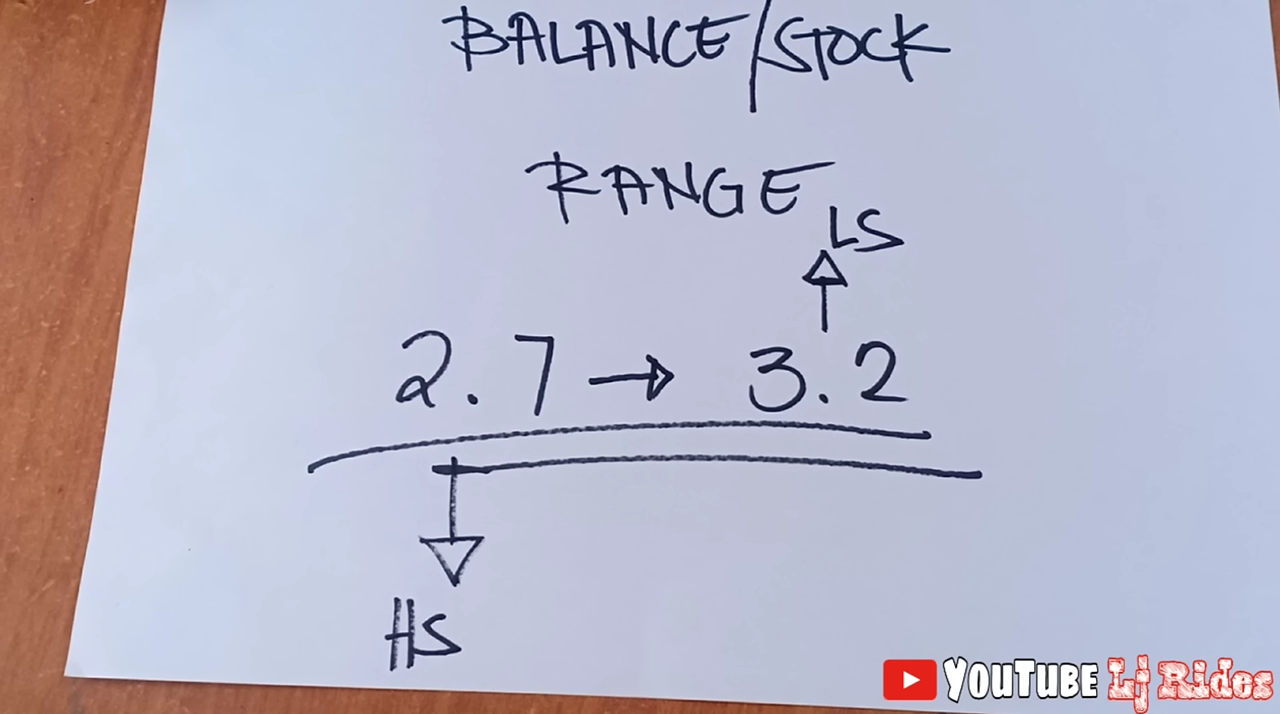 BALANCE/STOCK
RANGE
LS
2.7 → 3.2
HS
YOUTUBE Lj Rides